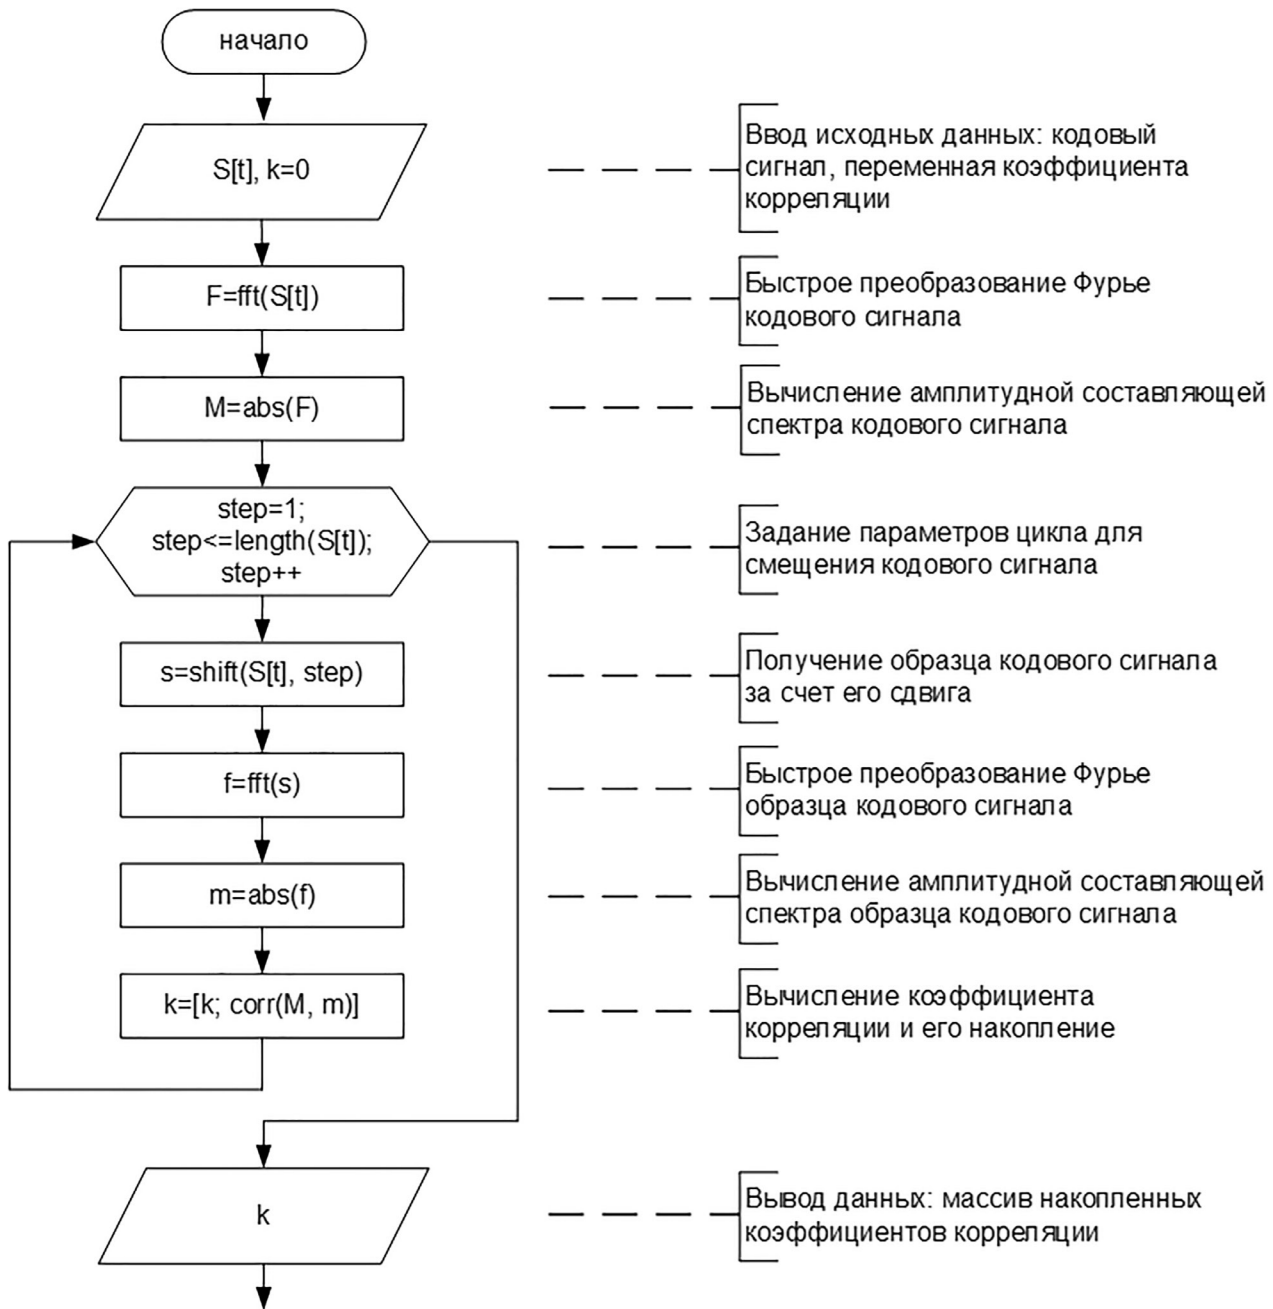 начало
S[t], k=0
Ввод исходных данных: кодовый
сигнал, переменная коэффициента
корреляции
F=fft(S[t])
Быстрое преобразование Фурье
кодового сигнала
M=abs(F)
Вычисление амплитудной составляющей
спектра кодового сигнала
step=1;
step<=length(S[t]);
step++
Задание параметров цикла для
смещения кодового сигнала
s=shift(S[t], step)
Получение образца кодового сигнала
за счет его сдвига
f=fft(s)
Быстрое преобразование Фурье
образца кодового сигнала
m=abs(f)
Вычисление амплитудной составляющей
спектра образца кодового сигнала
k=[k; corr(M, m)]
Вычисление коэффициента
корреляции и его накопление
k
Вывод данных: массив накопленных
коэффициентов корреляции